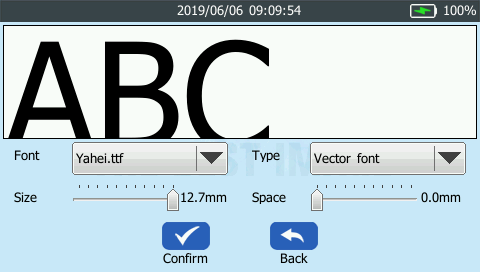 2019/06/06 09:09:54 100%
ABC
Font Yahei.ttf Type Vector font
Size 12.7mm Space 0.0mm
Confirm Back